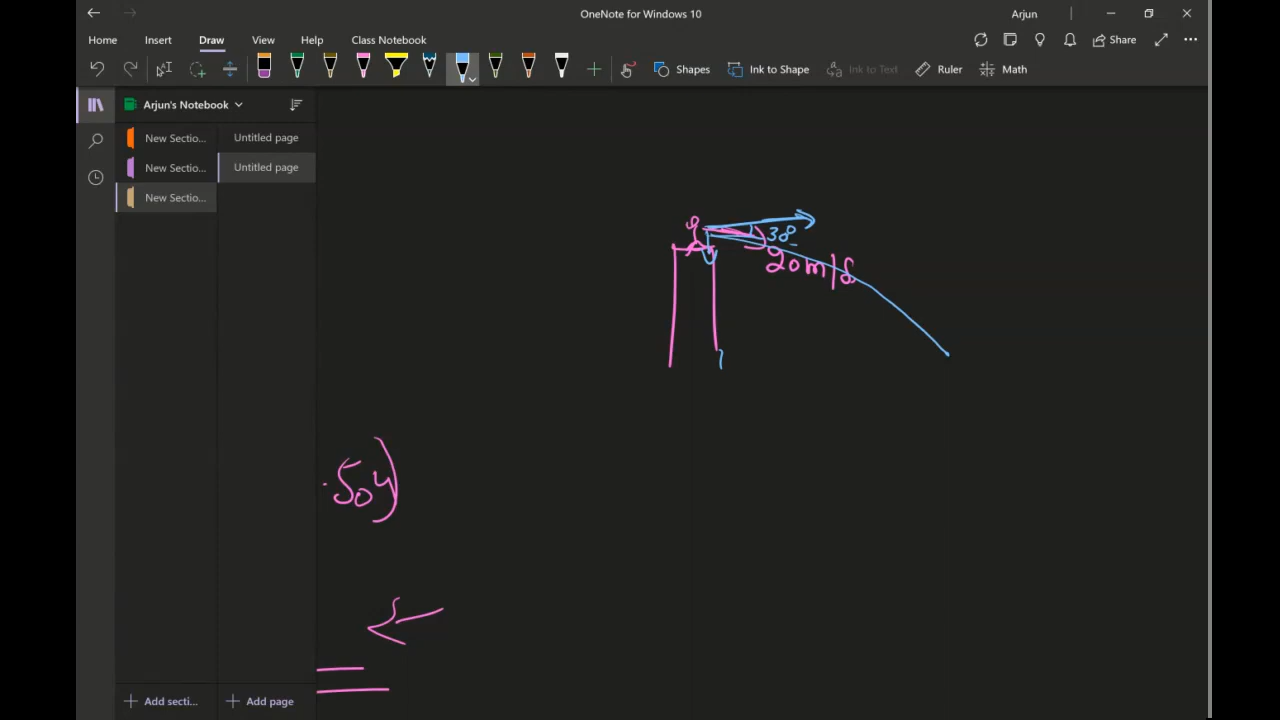 OneNote for Windows 10
Arjun
Home Insert Draw View Help Class Notebook
Share
Shapes Ink to Shape Ink to Text Ruler Math
Arjun's Notebook
New Sectio... Untitled page
New Sectio... Untitled page
New Sectio...
38°
20m/s
.504)
Add secti... Add page